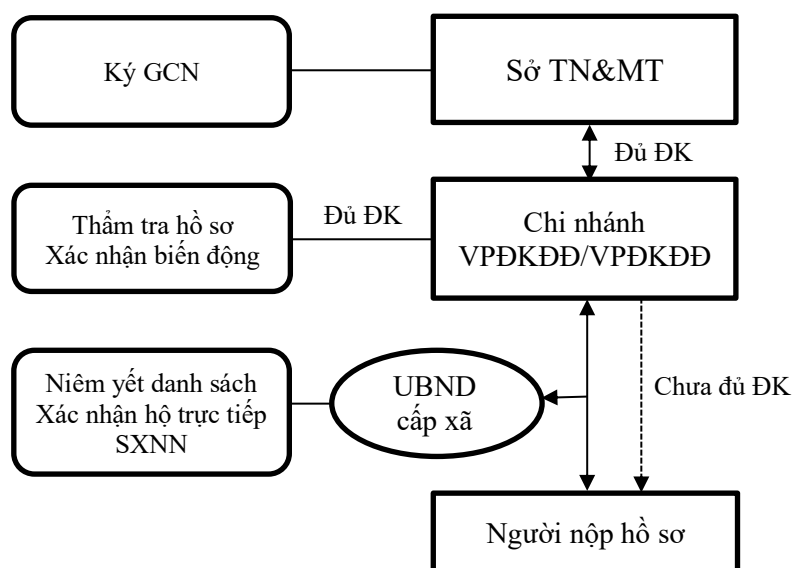 Ký GCN
Sở TN&MT
Đủ ĐK
Thẩm tra hồ sơ
Xác nhận biến động
Đủ ĐK
Chi nhánh
VPĐKĐĐ/VPĐKĐĐ
Niêm yết danh sách
Xác nhận hộ trực tiếp
SXNN
UBND
cấp xã
Chưa đủ ĐK
Người nộp hồ sơ